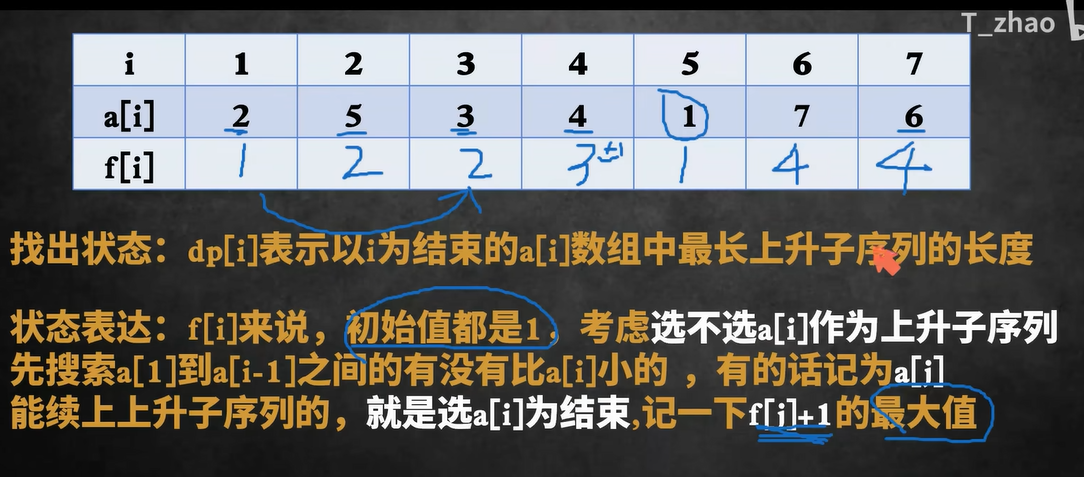 T_zhao
i 1 2 3 4 5 6 7
a[i] 2 5 3 4 1 7 6
f[i] 1 2 2 3 +1 1 4 4
找出状态：dp[i]表示以i为结束的a[i]数组中最长上升子序列的长度
状态表达：f[i]来说，初始值都是1，考虑选不选a[i]作为上升子序列
先搜索a[1]到a[i-1]之间的有没有比a[i]小的 ，有的话记为a[j]
能续上上升子序列的，就是选a[i]为结束,记一下f[j]+1的最大值